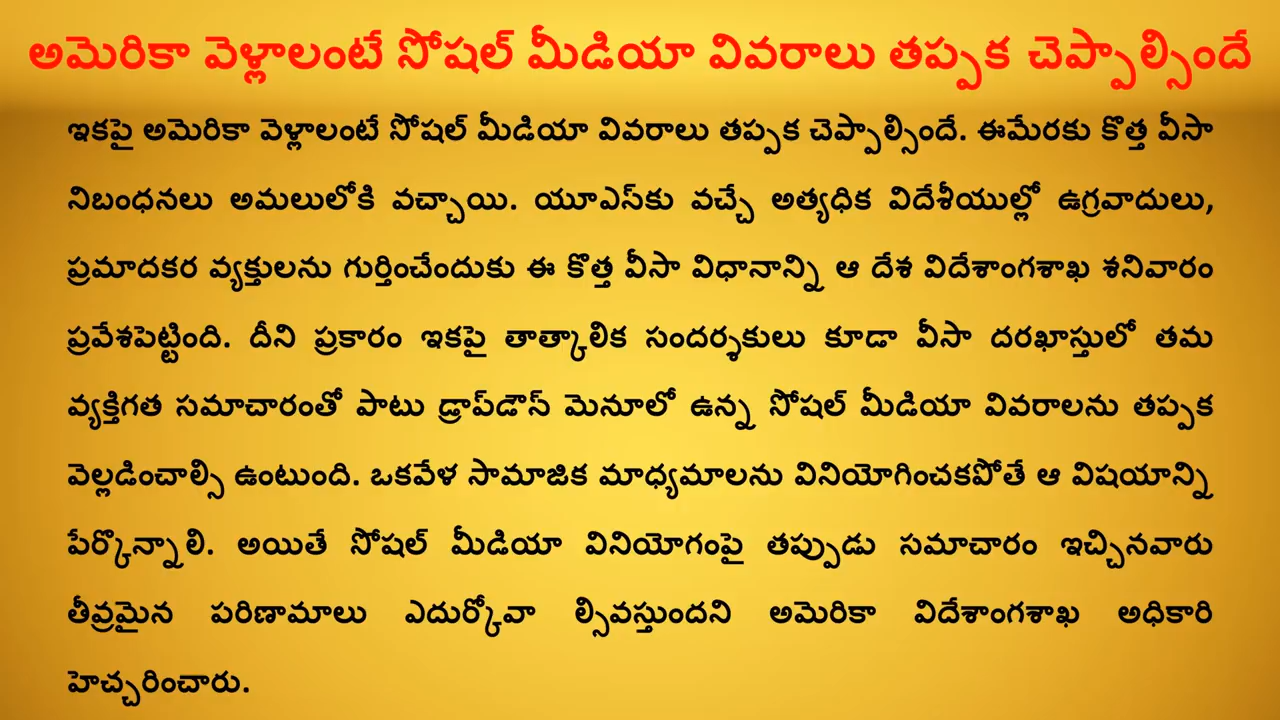 అమెరికా వెళ్లాలంటే సోషల్ మీడియా వివరాలు తప్పక చెప్పాల్సిందే
ఇకపై అమెరికా వెళ్లాలంటే సోషల్ మీడియా వివరాలు తప్పక చెప్పాల్సిందే. ఈమేరకు కొత్త వీసా
నిబంధనలు అమలులోకి వచ్చాయి. యూఎస్‌కు వచ్చే అత్యధిక విదేశీయుల్లో ఉగ్రవాదులు,
ప్రమాదకర వ్యక్తులను గుర్తించేందుకు ఈ కొత్త వీసా విధానాన్ని ఆ దేశ విదేశాంగశాఖ శనివారం
ప్రవేశపెట్టింది. దీని ప్రకారం ఇకపై తాత్కాలిక సందర్శకులు కూడా వీసా దరఖాస్తులో తమ
వ్యక్తిగత సమాచారంతో పాటు డ్రాప్‌డౌన్ మెనూలో ఉన్న సోషల్ మీడియా వివరాలను తప్పక
వెల్లడించాల్సి ఉంటుంది. ఒకవేళ సామాజిక మాధ్యమాలను వినియోగించకపోతే ఆ విషయాన్ని
పేర్కొన్నాలి. అయితే సోషల్ మీడియా వినియోగంపై తప్పుడు సమాచారం ఇచ్చినవారు
తీవ్రమైన పరిణామాలు ఎదుర్కోవా ల్సివస్తుందని అమెరికా విదేశాంగశాఖ అధికారి
హెచ్చరించారు.